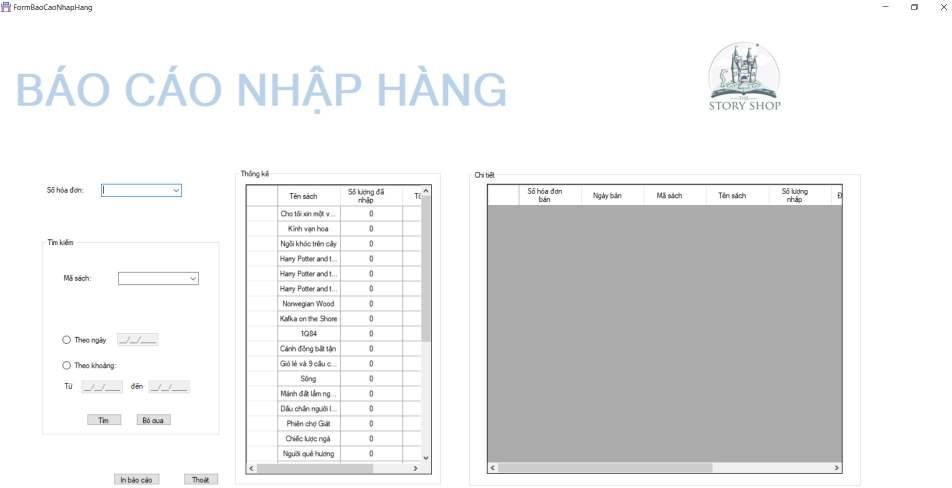 FormBaoCaoNhapHang
BÁO CÁO NHẬP HÀNG
THE
STORY SHOP
Số hóa đơn:
Tìm kiếm
Mã sách:
Theo ngày
__/__/____
Theo khoảng:
Từ __/__/____ đến __/__/____
Tìm Bỏ qua
In báo cáo Thoát
Thống kê
Tên sách Số lượng đã nhập
Cho tôi xin một v... 0
Kính vạn hoa 0
Ngồi khóc trên cây 0
Harry Potter and t... 0
Harry Potter and t... 0
Harry Potter and t... 0
Norwegian Wood 0
Kafka on the Shore 0
1Q84 0
Cánh đồng bất tận 0
Gió lẻ và 9 câu c... 0
Sông 0
Mảnh đất lắm ng... 0
Dấu chân người l... 0
Phiên chợ Giát 0
Chiếc lược ngà 0
Người quê hương 0
Chi tiết
Số hóa đơn bán Ngày bán Mã sách Tên sách Số lượng nhập Đ